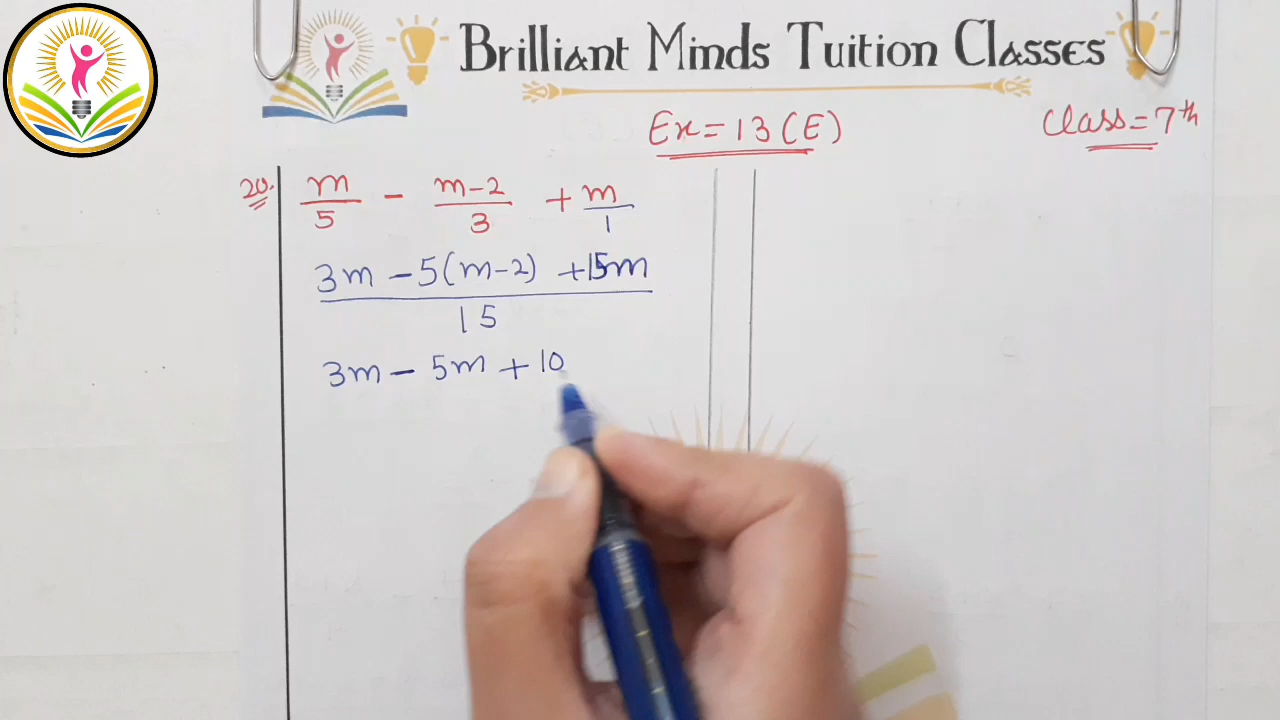 Brilliant Minds Tuition Classes
Ex = 13 (E)
Class = 7th
20. m/5 - m-2/3 + m/1
3m - 5(m-2) + 15m
15
3m - 5m + 10